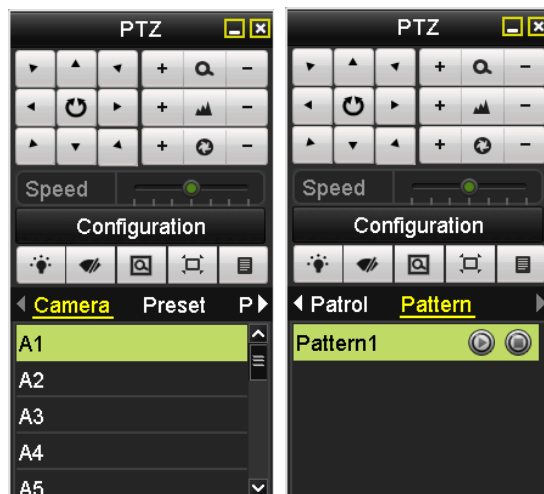 PTZ
Speed
Configuration
Camera Preset P
A1
A2
A3
A4
A5
PTZ
Speed
Configuration
Patrol Pattern
Pattern1